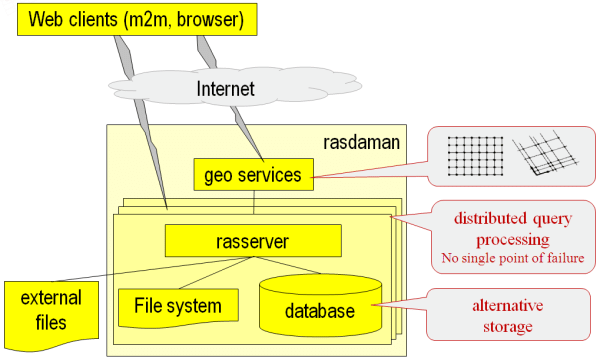 Web clients (m2m, browser)
Internet
rasdaman
geo services
distributed query
processing
No single point of failure
rasserver
external
files
File system
database
alternative
storage